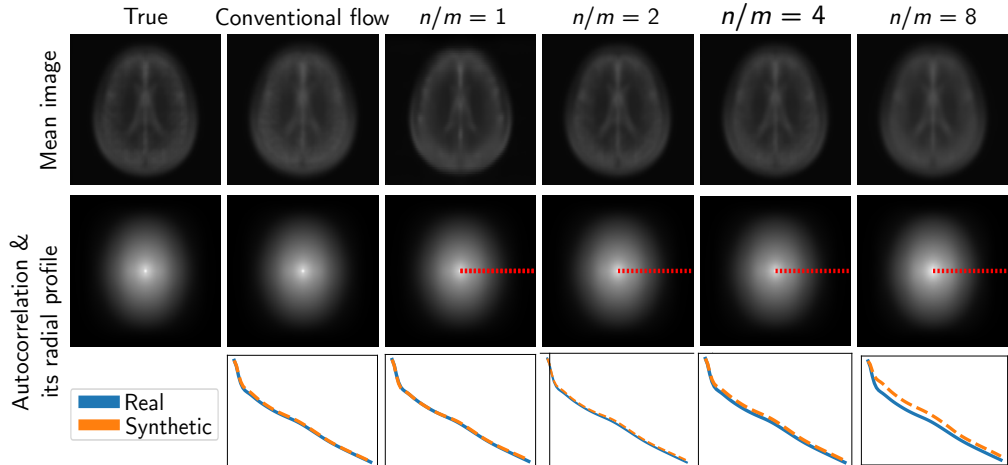 True Conventional flow n/m = 1 n/m = 2 n/m = 4 n/m = 8
Mean image
Autocorrelation &
its radial profile
Real
Synthetic